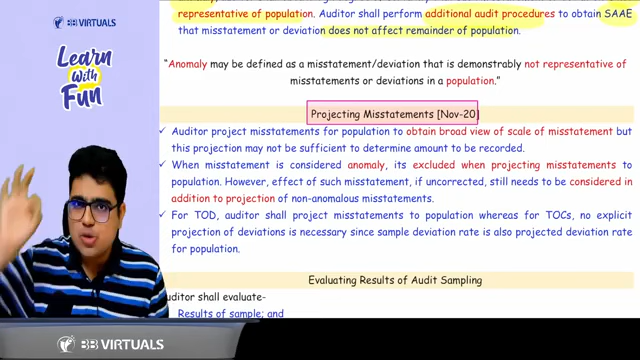 BB VIRTUALS
Learn
With
Fun
representative of population. Auditor shall perform additional audit procedures to obtain SAAE
that misstatement or deviation does not affect remainder of population.
“Anomaly may be defined as a misstatement/deviation that is demonstrably not representative of
misstatements or deviations in a population.”
Projecting Misstatements [Nov-20]
✓ Auditor project misstatements for population to obtain broad view of scale of misstatement but
this projection may not be sufficient to determine amount to be recorded.
✓ When misstatement is considered anomaly, its excluded when projecting misstatements to
population. However, effect of such misstatement, if uncorrected, still needs to be considered in
addition to projection of non-anomalous misstatements.
✓ For TOD, auditor shall project misstatements to population whereas for TOCs, no explicit
projection of deviations is necessary since sample deviation rate is also projected deviation rate
for population.
Evaluating Results of Audit Sampling
uditor shall evaluate-
Results of sample; and
BB VIRTUALS